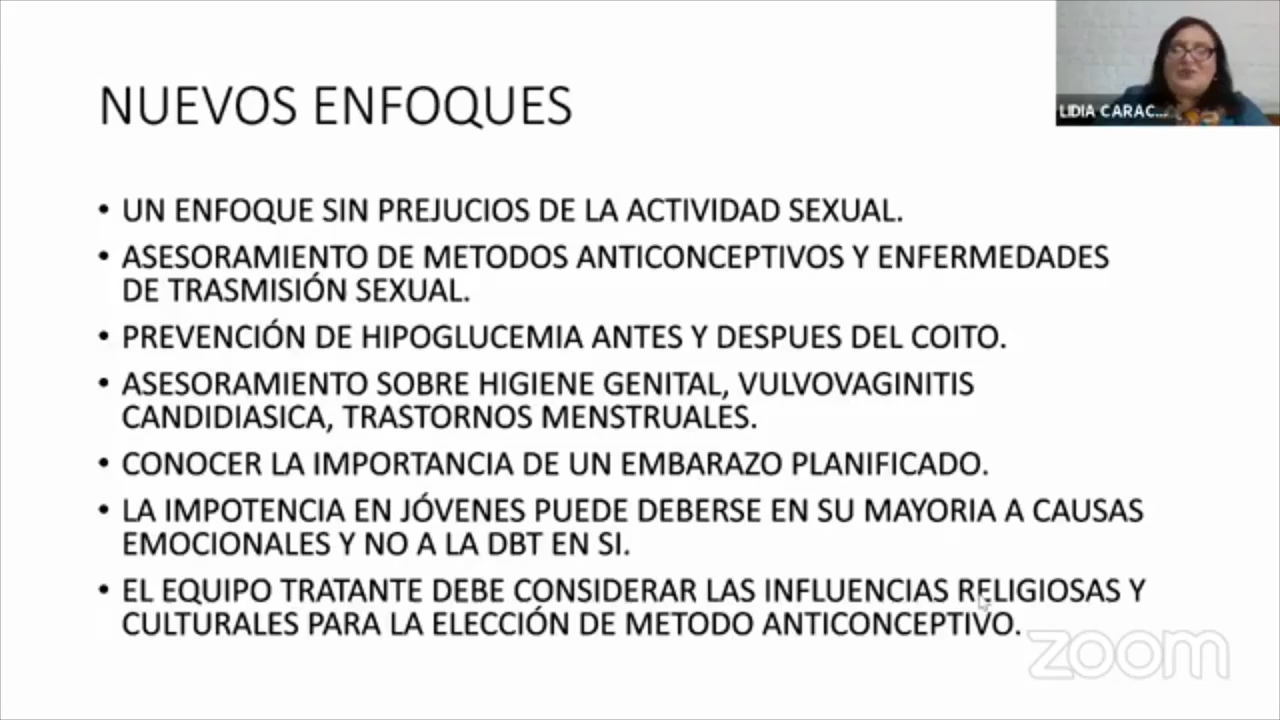 NUEVOS ENFOQUES
LIDIA CARAC...
• UN ENFOQUE SIN PREJUCIOS DE LA ACTIVIDAD SEXUAL.
• ASESORAMIENTO DE METODOS ANTICONCEPTIVOS Y ENFERMEDADES
DE TRASMISIÓN SEXUAL.
• PREVENCIÓN DE HIPOGLUCEMIA ANTES Y DESPUES DEL COITO.
• ASESORAMIENTO SOBRE HIGIENE GENITAL, VULVOVAGINITIS
CANDIDIASICA, TRASTORNOS MENSTRUALES.
• CONOCER LA IMPORTANCIA DE UN EMBARAZO PLANIFICADO.
• LA IMPOTENCIA EN JÓVENES PUEDE DEBERSE EN SU MAYORIA A CAUSAS
EMOCIONALES Y NO A LA DBT EN SI.
• EL EQUIPO TRATANTE DEBE CONSIDERAR LAS INFLUENCIAS RELIGIOSAS Y
CULTURALES PARA LA ELECCIÓN DE METODO ANTICONCEPTIVO.
zoom